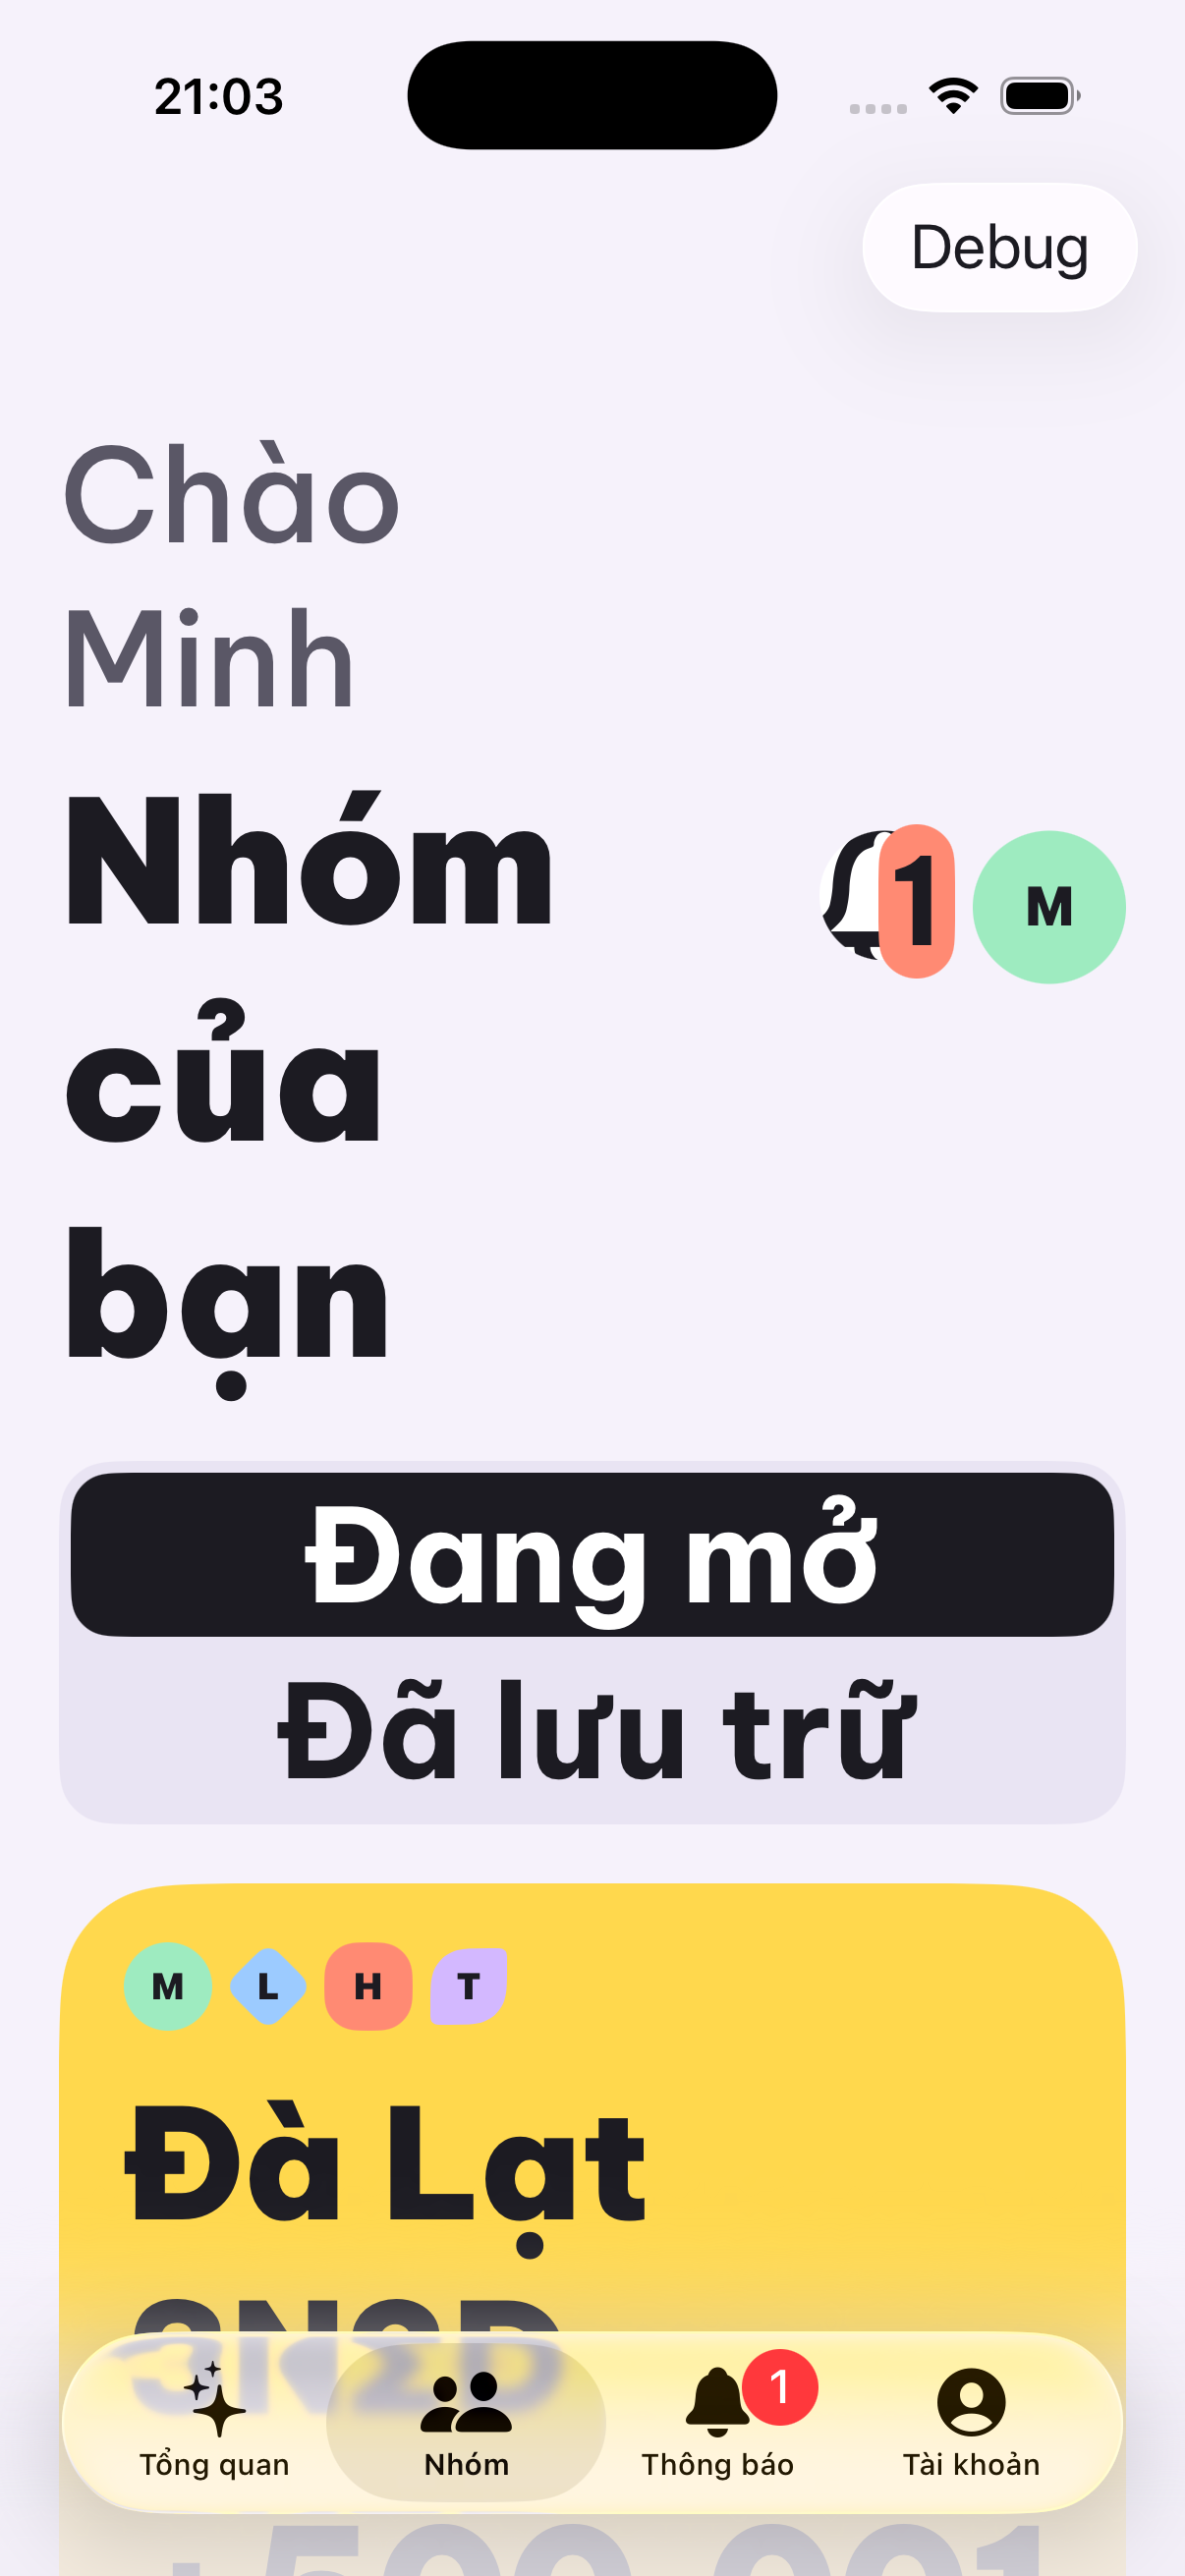 21:03
Debug
Chào
Minh
Nhóm
của
bạn
1
M
Đang mở
Đã lưu trữ
M L H T
Đà Lạt
3N2Đ
1
Tổng quan
Nhóm
Thông báo
Tài khoản